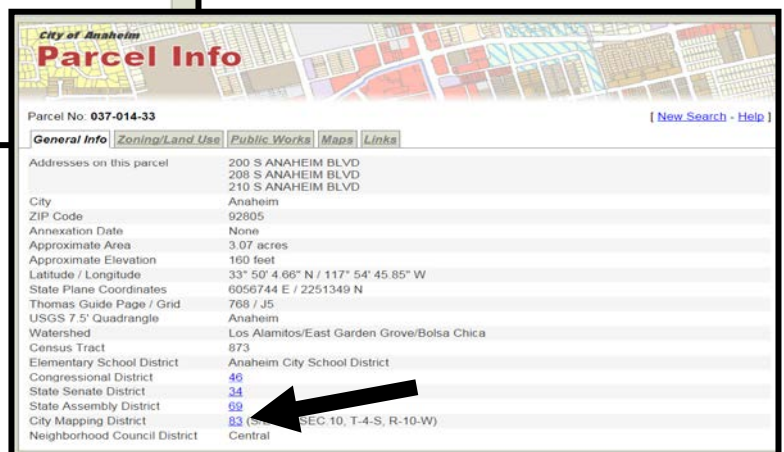 City of Anaheim
Parcel Info
Parcel No: 037-014-33 [ New Search - Help ]
General Info Zoning/Land Use Public Works Maps Links
Addresses on this parcel 200 S ANAHEIM BLVD
208 S ANAHEIM BLVD
210 S ANAHEIM BLVD
City Anaheim
ZIP Code 92805
Annexation Date None
Approximate Area 3.07 acres
Approximate Elevation 160 feet
Latitude / Longitude 33° 50' 4.66" N / 117° 54' 45.85" W
State Plane Coordinates 6056744 E / 2251349 N
Thomas Guide Page / Grid 768 / J5
USGS 7.5' Quadrangle Anaheim
Watershed Los Alamitos/East Garden Grove/Bolsa Chica
Census Tract 873
Elementary School District Anaheim City School District
Congressional District 46
State Senate District 34
State Assembly District 69
City Mapping District 83 SEC.10, T-4-S, R-10-W)
Neighborhood Council District Central